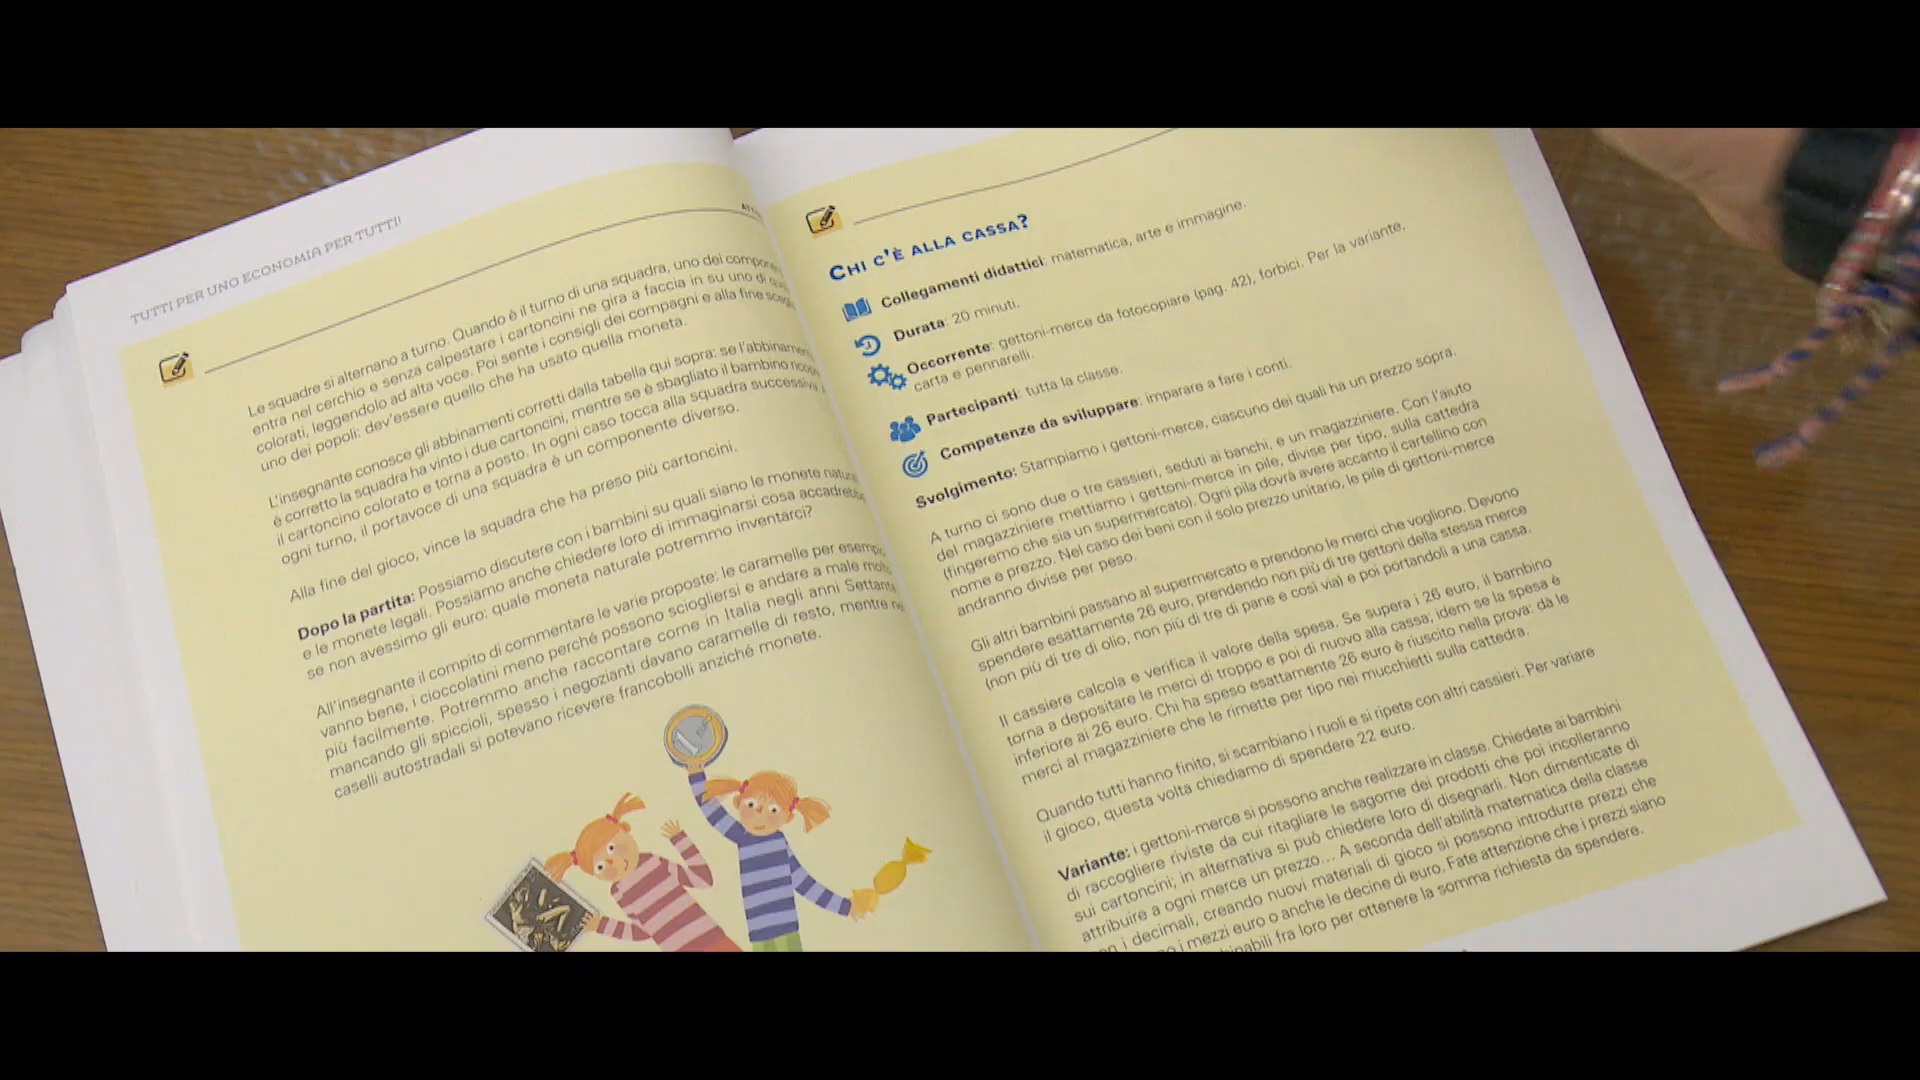 TUTTI PER UNO ECONOMIA PER TUTTI!
Le squadre si alternano a turno. Quando è il turno di una squadra, uno dei
entra nel cerchio e senza calpestare i cartoncini ne gira a faccia in su uno di
colorati, leggendolo ad alta voce. Poi sente i consigli dei compagni e alla fine
uno dei popoli: dev'essere quello che ha usato quella moneta.
L'insegnante conosce gli abbinamenti corretti dalla tabella qui sopra: se
è corretto la squadra ha vinto i due cartoncini, mentre se è sbagliato il bambino
il cartoncino colorato e torna a posto. In ogni caso tocca alla squadra successiva
ogni turno, il portavoce di una squadra è un componente diverso.
Alla fine del gioco, vince la squadra che ha preso più cartoncini.
Dopo la partita: Possiamo discutere con i bambini su quali siano le monete
e le monete legali. Possiamo anche chiedere loro di immaginarsi cosa
se non avessimo gli euro: quale moneta naturale potremmo inventarci?
All'insegnante il compito di commentare le varie proposte: le caramelle per
vanno bene, i cioccolatini meno perché possono sciogliersi e andare a male
più facilmente. Potremmo anche raccontare come in Italia negli anni
mancando gli spiccioli, spesso i negozianti davano caramelle di resto, mentre
caselli autostradali si potevano ricevere francobolli anziché monete.
1
CHI C'È ALLA CASSA?
Collegamenti didattici: matematica, arte e immagine.
Durata: 20 minuti.
Occorrente: gettoni-merce da fotocopiare (pag. 42), forbici. Per la variante,
carta e pennarelli.
Partecipanti: tutta la classe.
Competenze da sviluppare: imparare a fare i conti.
Svolgimento: Stampiamo i gettoni-merce, ciascuno dei quali ha un prezzo sopra.
A turno ci sono due o tre cassieri, seduti ai banchi, e un magazziniere. Con l'aiuto
del magazziniere mettiamo i gettoni-merce in pile, divise per tipo, sulla cattedra
(fingeremo che sia un supermercato). Ogni pila dovrà avere accanto il cartellino con
nome e prezzo. Nel caso dei beni con il solo prezzo unitario, le pile di gettoni-merce
andranno divise per peso.
Gli altri bambini passano al supermercato e prendono le merci che vogliono. Devono
spendere esattamente 26 euro, prendendo non più di tre gettoni della stessa merce
(non più di tre di olio, non più di tre di pane e così via) e poi portandoli a una cassa.
Il cassiere calcola e verifica il valore della spesa. Se supera i 26 euro, il bambino
torna a depositare le merci di troppo e poi di nuovo alla cassa; idem se la spesa è
inferiore ai 26 euro. Chi ha speso esattamente 26 euro è riuscito nella prova: dà le
merci al magazziniere che le rimette per tipo nei mucchietti sulla cattedra.
Quando tutti hanno finito, si scambiano i ruoli e si ripete con altri cassieri. Per variare
il gioco, questa volta chiediamo di spendere 22 euro.
Variante: i gettoni-merce si possono anche realizzare in classe. Chiedete ai bambini
di raccogliere riviste da cui ritagliare le sagome dei prodotti che poi incolleranno
sui cartoncini; in alternativa si può chiedere loro di disegnarli. Non dimenticate di
attribuire a ogni merce un prezzo… A seconda dell'abilità matematica della classe
i decimali, creando nuovi materiali di gioco si possono introdurre prezzi che
i mezzi euro o anche le decine di euro. Fate attenzione che i prezzi siano
fra loro per ottenere la somma richiesta da spendere.